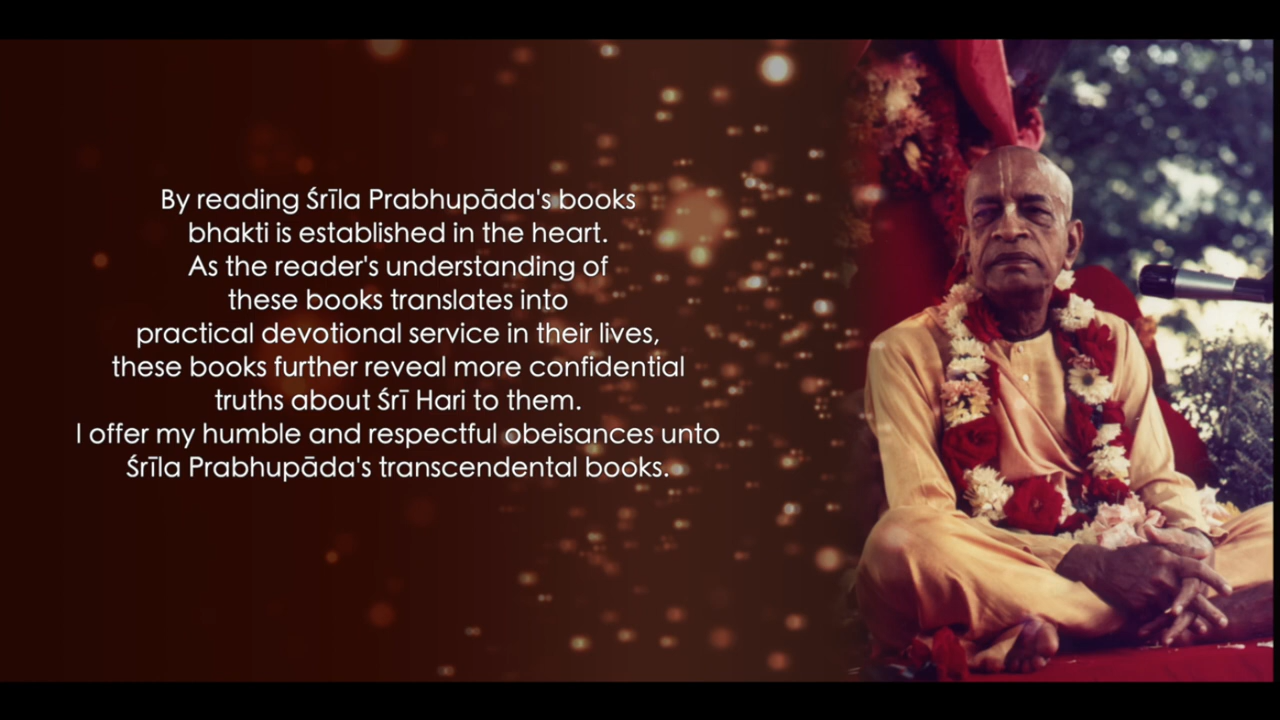 By reading Śrīla Prabhupāda's books
bhakti is established in the heart.
As the reader's understanding of
these books translates into
practical devotional service in their lives,
these books further reveal more confidential
truths about Śrī Hari to them.
I offer my humble and respectful obeisances unto
Śrīla Prabhupāda's transcendental books.